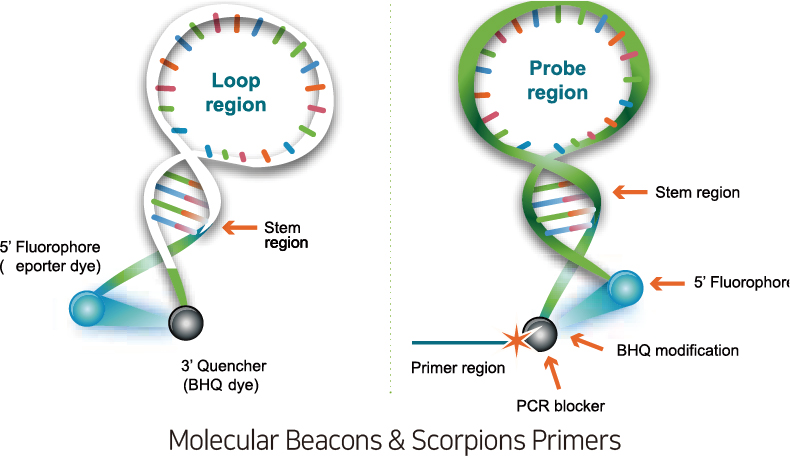 Loop
region
Stem
region
5’ Fluorophore
( eporter dye)
3’ Quencher
(BHQ dye)
Probe
region
Stem region
5’ Fluorophore
BHQ modification
Primer region
PCR blocker
Molecular Beacons & Scorpions Primers